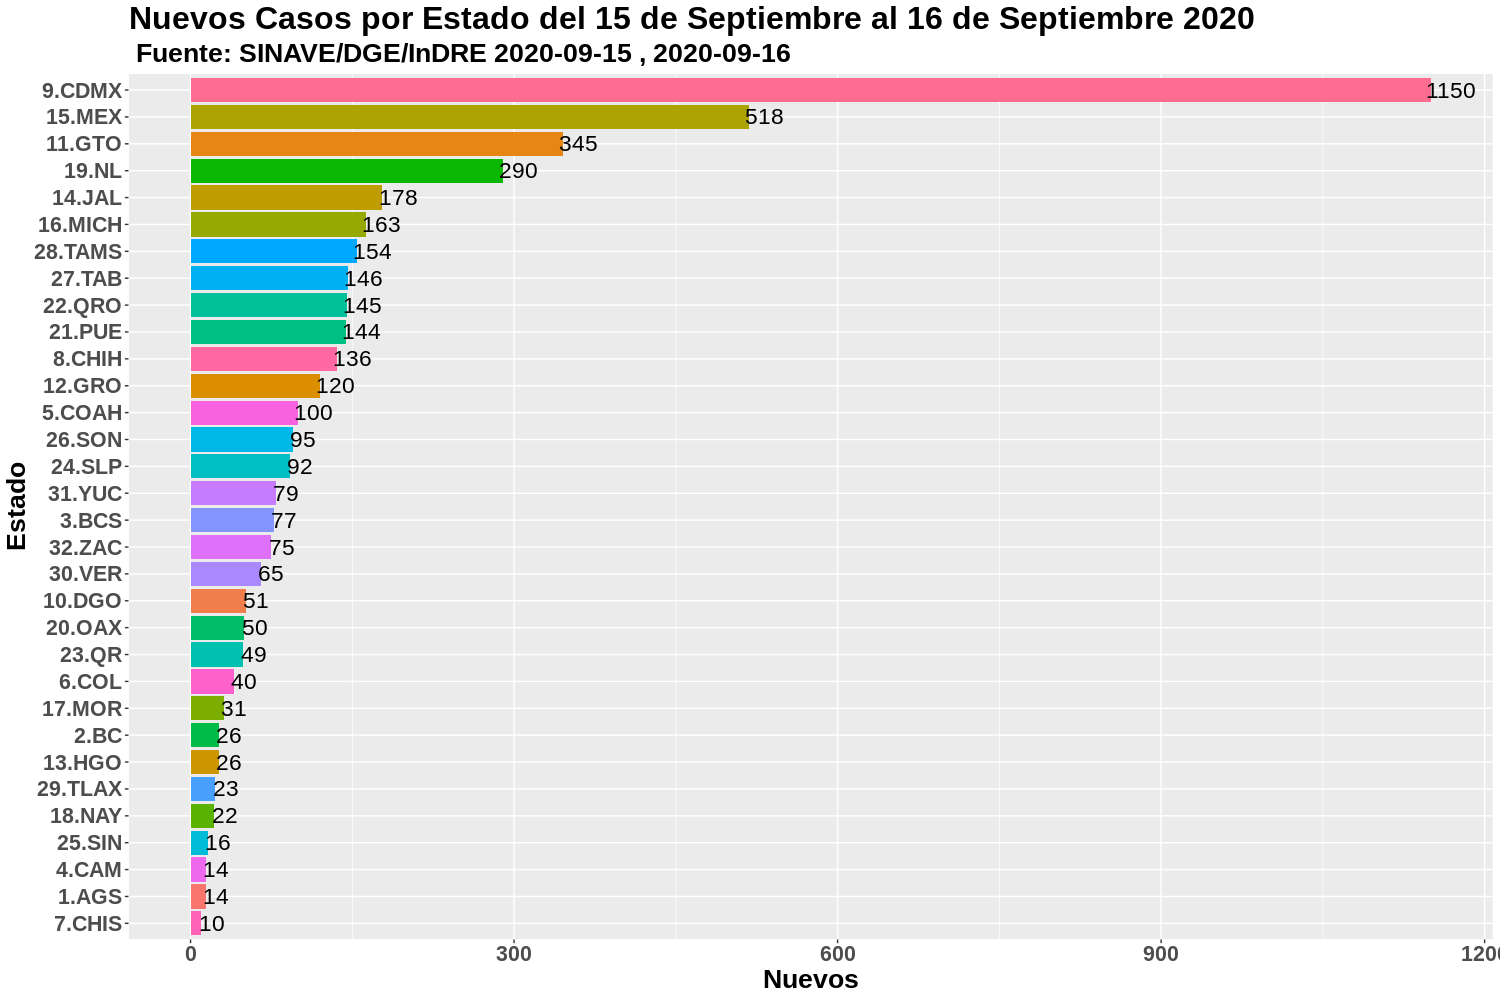 Nuevos Casos por Estado del 15 de Septiembre al 16 de Septiembre 2020
Fuente: SINAVE/DGE/InDRE 2020-09-15 , 2020-09-16
Estado
9.CDMX 1150
15.MEX 518
11.GTO 345
19.NL 290
14.JAL 178
16.MICH 163
28.TAMS 154
27.TAB 146
22.QRO 145
21.PUE 144
8.CHIH 136
12.GRO 120
5.COAH 100
26.SON 95
24.SLP 92
31.YUC 79
3.BCS 77
32.ZAC 75
30.VER 65
10.DGO 51
20.OAX 50
23.QR 49
6.COL 40
17.MOR 31
2.BC 26
13.HGO 26
29.TLAX 23
18.NAY 22
25.SIN 16
4.CAM 14
1.AGS 14
7.CHIS 10
0 300 600 900 1200
Nuevos